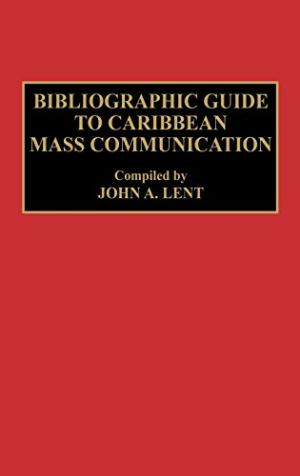 BIBLIOGRAPHIC GUIDE
TO CARIBBEAN
MASS COMMUNICATION
Compiled by
JOHN A. LENT